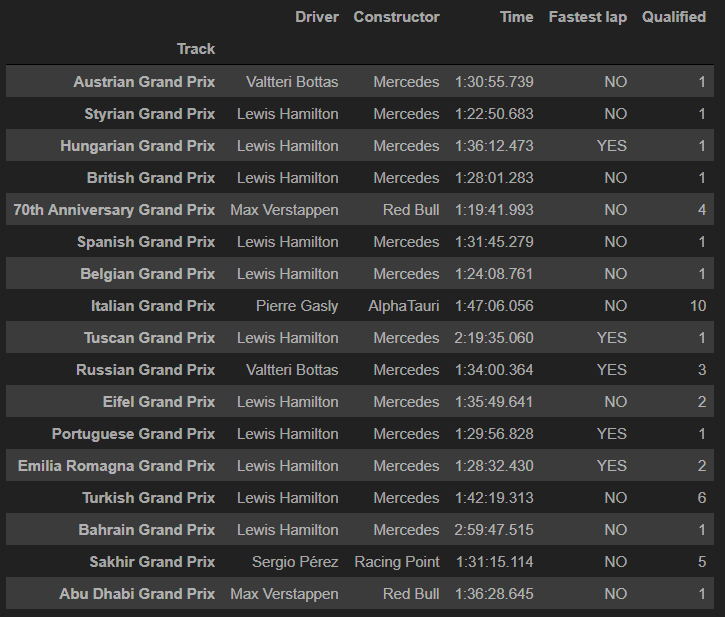 Driver Constructor Time Fastest lap Qualified
Track
Austrian Grand Prix Valtteri Bottas Mercedes 1:30:55.739 NO 1
Styrian Grand Prix Lewis Hamilton Mercedes 1:22:50.683 NO 1
Hungarian Grand Prix Lewis Hamilton Mercedes 1:36:12.473 YES 1
British Grand Prix Lewis Hamilton Mercedes 1:28:01.283 NO 1
70th Anniversary Grand Prix Max Verstappen Red Bull 1:19:41.993 NO 4
Spanish Grand Prix Lewis Hamilton Mercedes 1:31:45.279 NO 1
Belgian Grand Prix Lewis Hamilton Mercedes 1:24:08.761 NO 1
Italian Grand Prix Pierre Gasly AlphaTauri 1:47:06.056 NO 10
Tuscan Grand Prix Lewis Hamilton Mercedes 2:19:35.060 YES 1
Russian Grand Prix Valtteri Bottas Mercedes 1:34:00.364 YES 3
Eifel Grand Prix Lewis Hamilton Mercedes 1:35:49.641 NO 2
Portuguese Grand Prix Lewis Hamilton Mercedes 1:29:56.828 YES 1
Emilia Romagna Grand Prix Lewis Hamilton Mercedes 1:28:32.430 YES 2
Turkish Grand Prix Lewis Hamilton Mercedes 1:42:19.313 NO 6
Bahrain Grand Prix Lewis Hamilton Mercedes 2:59:47.515 NO 1
Sakhir Grand Prix Sergio Pérez Racing Point 1:31:15.114 NO 5
Abu Dhabi Grand Prix Max Verstappen Red Bull 1:36:28.645 NO 1